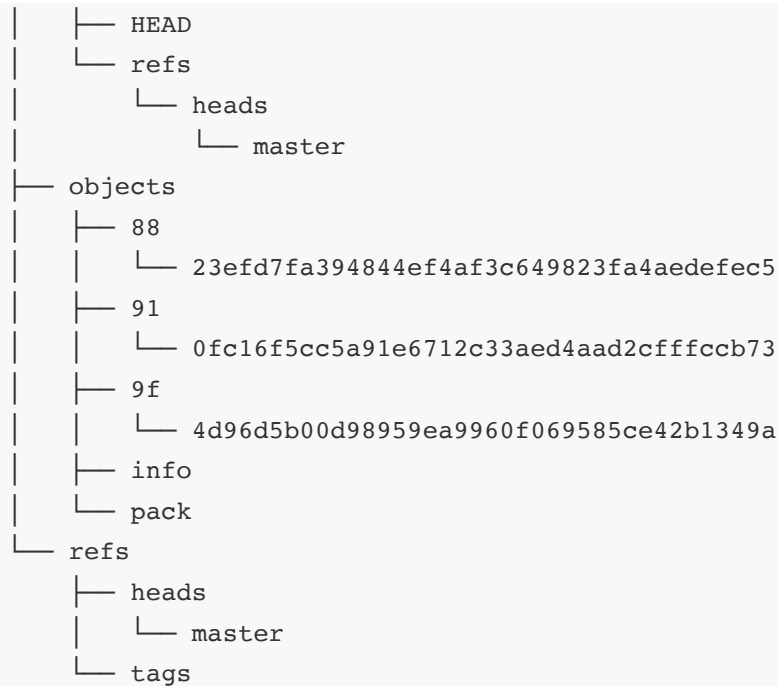 │   ├── HEAD
│   └── refs
│       └── heads
│           └── master
├── objects
│   ├── 88
│   │   └── 23efd7fa394844ef4af3c649823fa4aedefec5
│   ├── 91
│   │   └── 0fc16f5cc5a91e6712c33aed4aad2cfffccb73
│   ├── 9f
│   │   └── 4d96d5b00d98959ea9960f069585ce42b1349a
│   ├── info
│   └── pack
└── refs
    ├── heads
    │   └── master
    └── tags